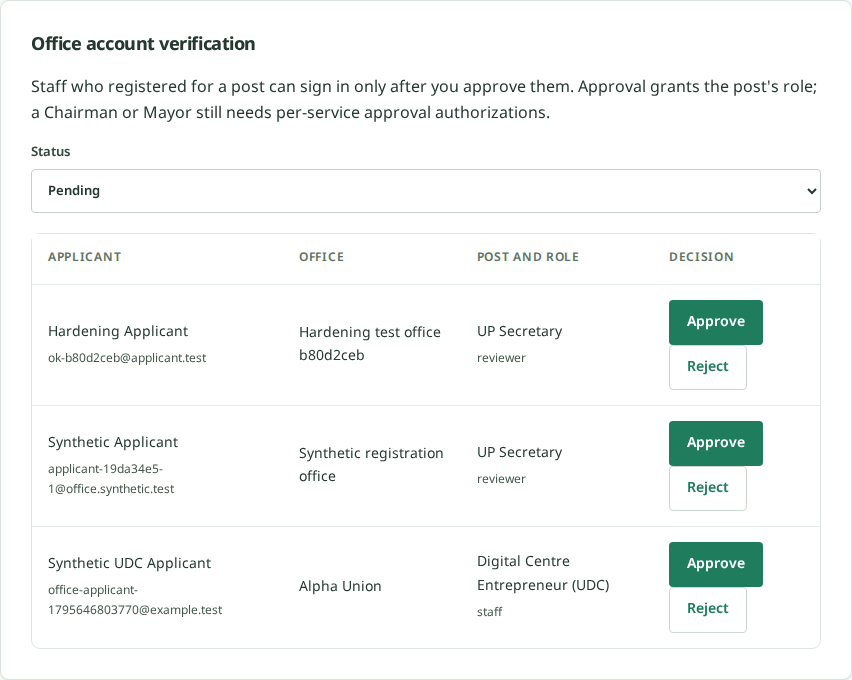 Office account verification
Staff who registered for a post can sign in only after you approve them. Approval grants the post's role;
a Chairman or Mayor still needs per-service approval authorizations.
Status
Pending
APPLICANT OFFICE POST AND ROLE DECISION
Hardening Applicant
ok-b80d2ceb@applicant.test
Hardening test office
b80d2ceb
UP Secretary
reviewer
Approve
Reject
Synthetic Applicant
applicant-19da34e5-
1@office.synthetic.test
Synthetic registration
office
UP Secretary
reviewer
Approve
Reject
Synthetic UDC Applicant
office-applicant-
1795646803770@example.test
Alpha Union
Digital Centre
Entrepreneur (UDC)
staff
Approve
Reject